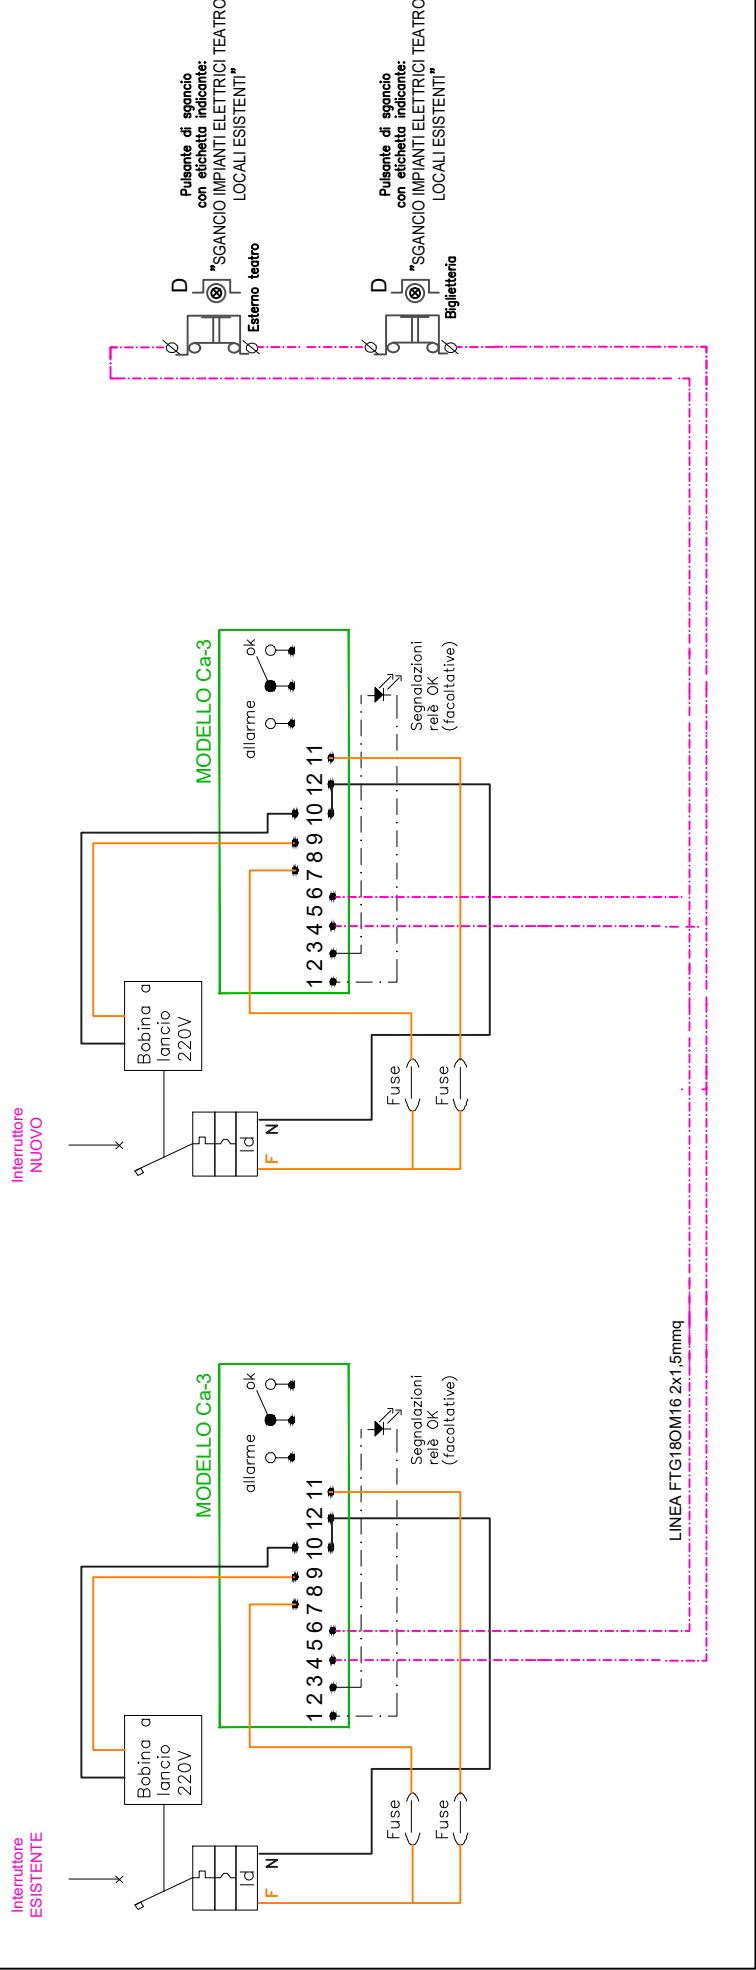 Interruttore
ESISTENTE
Bobina a
lancio
220V
Id
F
N
Fuse
Fuse
MODELLO Ca-3
allarme
ok
1 2 3 4 5 6 7 8 9 10 12 11
Segnalazioni
relè OK
(facoltative)
LINEA FTG18OM16 2x1,5mmq
Interruttore
NUOVO
Bobina a
lancio
220V
Id
F
N
Fuse
Fuse
MODELLO Ca-3
allarme
ok
1 2 3 4 5 6 7 8 9 10 12 11
Segnalazioni
relè OK
(facoltative)
D
Esterno teatro
Pulsante di sgancio
con etichetta indicante:
"SGANCIO IMPIANTI ELETTRICI TEATRO
LOCALI ESISTENTI"
D
Biglietteria
Pulsante di sgancio
con etichetta indicante:
"SGANCIO IMPIANTI ELETTRICI TEATRO
LOCALI ESISTENTI"